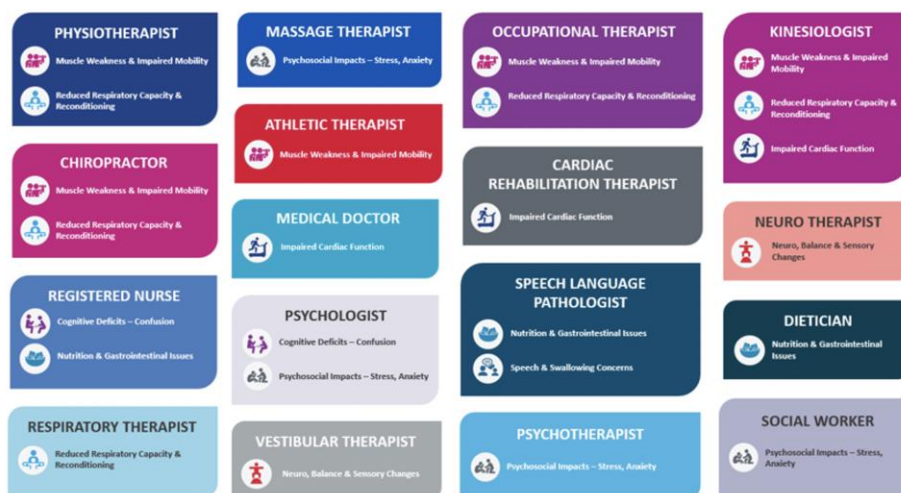 PHYSIOTHERAPIST
Muscle Weakness & Impaired Mobility
Reduced Respiratory Capacity &
Reconditioning
CHIROPRACTOR
Muscle Weakness & Impaired Mobility
Reduced Respiratory Capacity &
Reconditioning
REGISTERED NURSE
Cognitive Deficits – Confusion
Nutrition & Gastrointestinal Issues
RESPIRATORY THERAPIST
Reduced Respiratory Capacity &
Reconditioning
MASSAGE THERAPIST
Psychosocial Impacts – Stress, Anxiety
ATHLETIC THERAPIST
Muscle Weakness & Impaired Mobility
MEDICAL DOCTOR
Impaired Cardiac Function
PSYCHOLOGIST
Cognitive Deficits – Confusion
Psychosocial Impacts – Stress, Anxiety
VESTIBULAR THERAPIST
Neuro, Balance & Sensory Changes
OCCUPATIONAL THERAPIST
Muscle Weakness & Impaired Mobility
Reduced Respiratory Capacity & Reconditioning
CARDIAC
REHABILITATION THERAPIST
Impaired Cardiac Function
SPEECH LANGUAGE
PATHOLOGIST
Nutrition & Gastrointestinal Issues
Speech & Swallowing Concerns
PSYCHOTHERAPIST
Psychosocial Impacts – Stress, Anxiety
KINESIOLOGIST
Muscle Weakness & Impaired
Mobility
Reduced Respiratory Capacity &
Reconditioning
Impaired Cardiac Function
NEURO THERAPIST
Neuro, Balance & Sensory
Changes
DIETICIAN
Nutrition & Gastrointestinal
Issues
SOCIAL WORKER
Psychosocial Impacts – Stress,
Anxiety